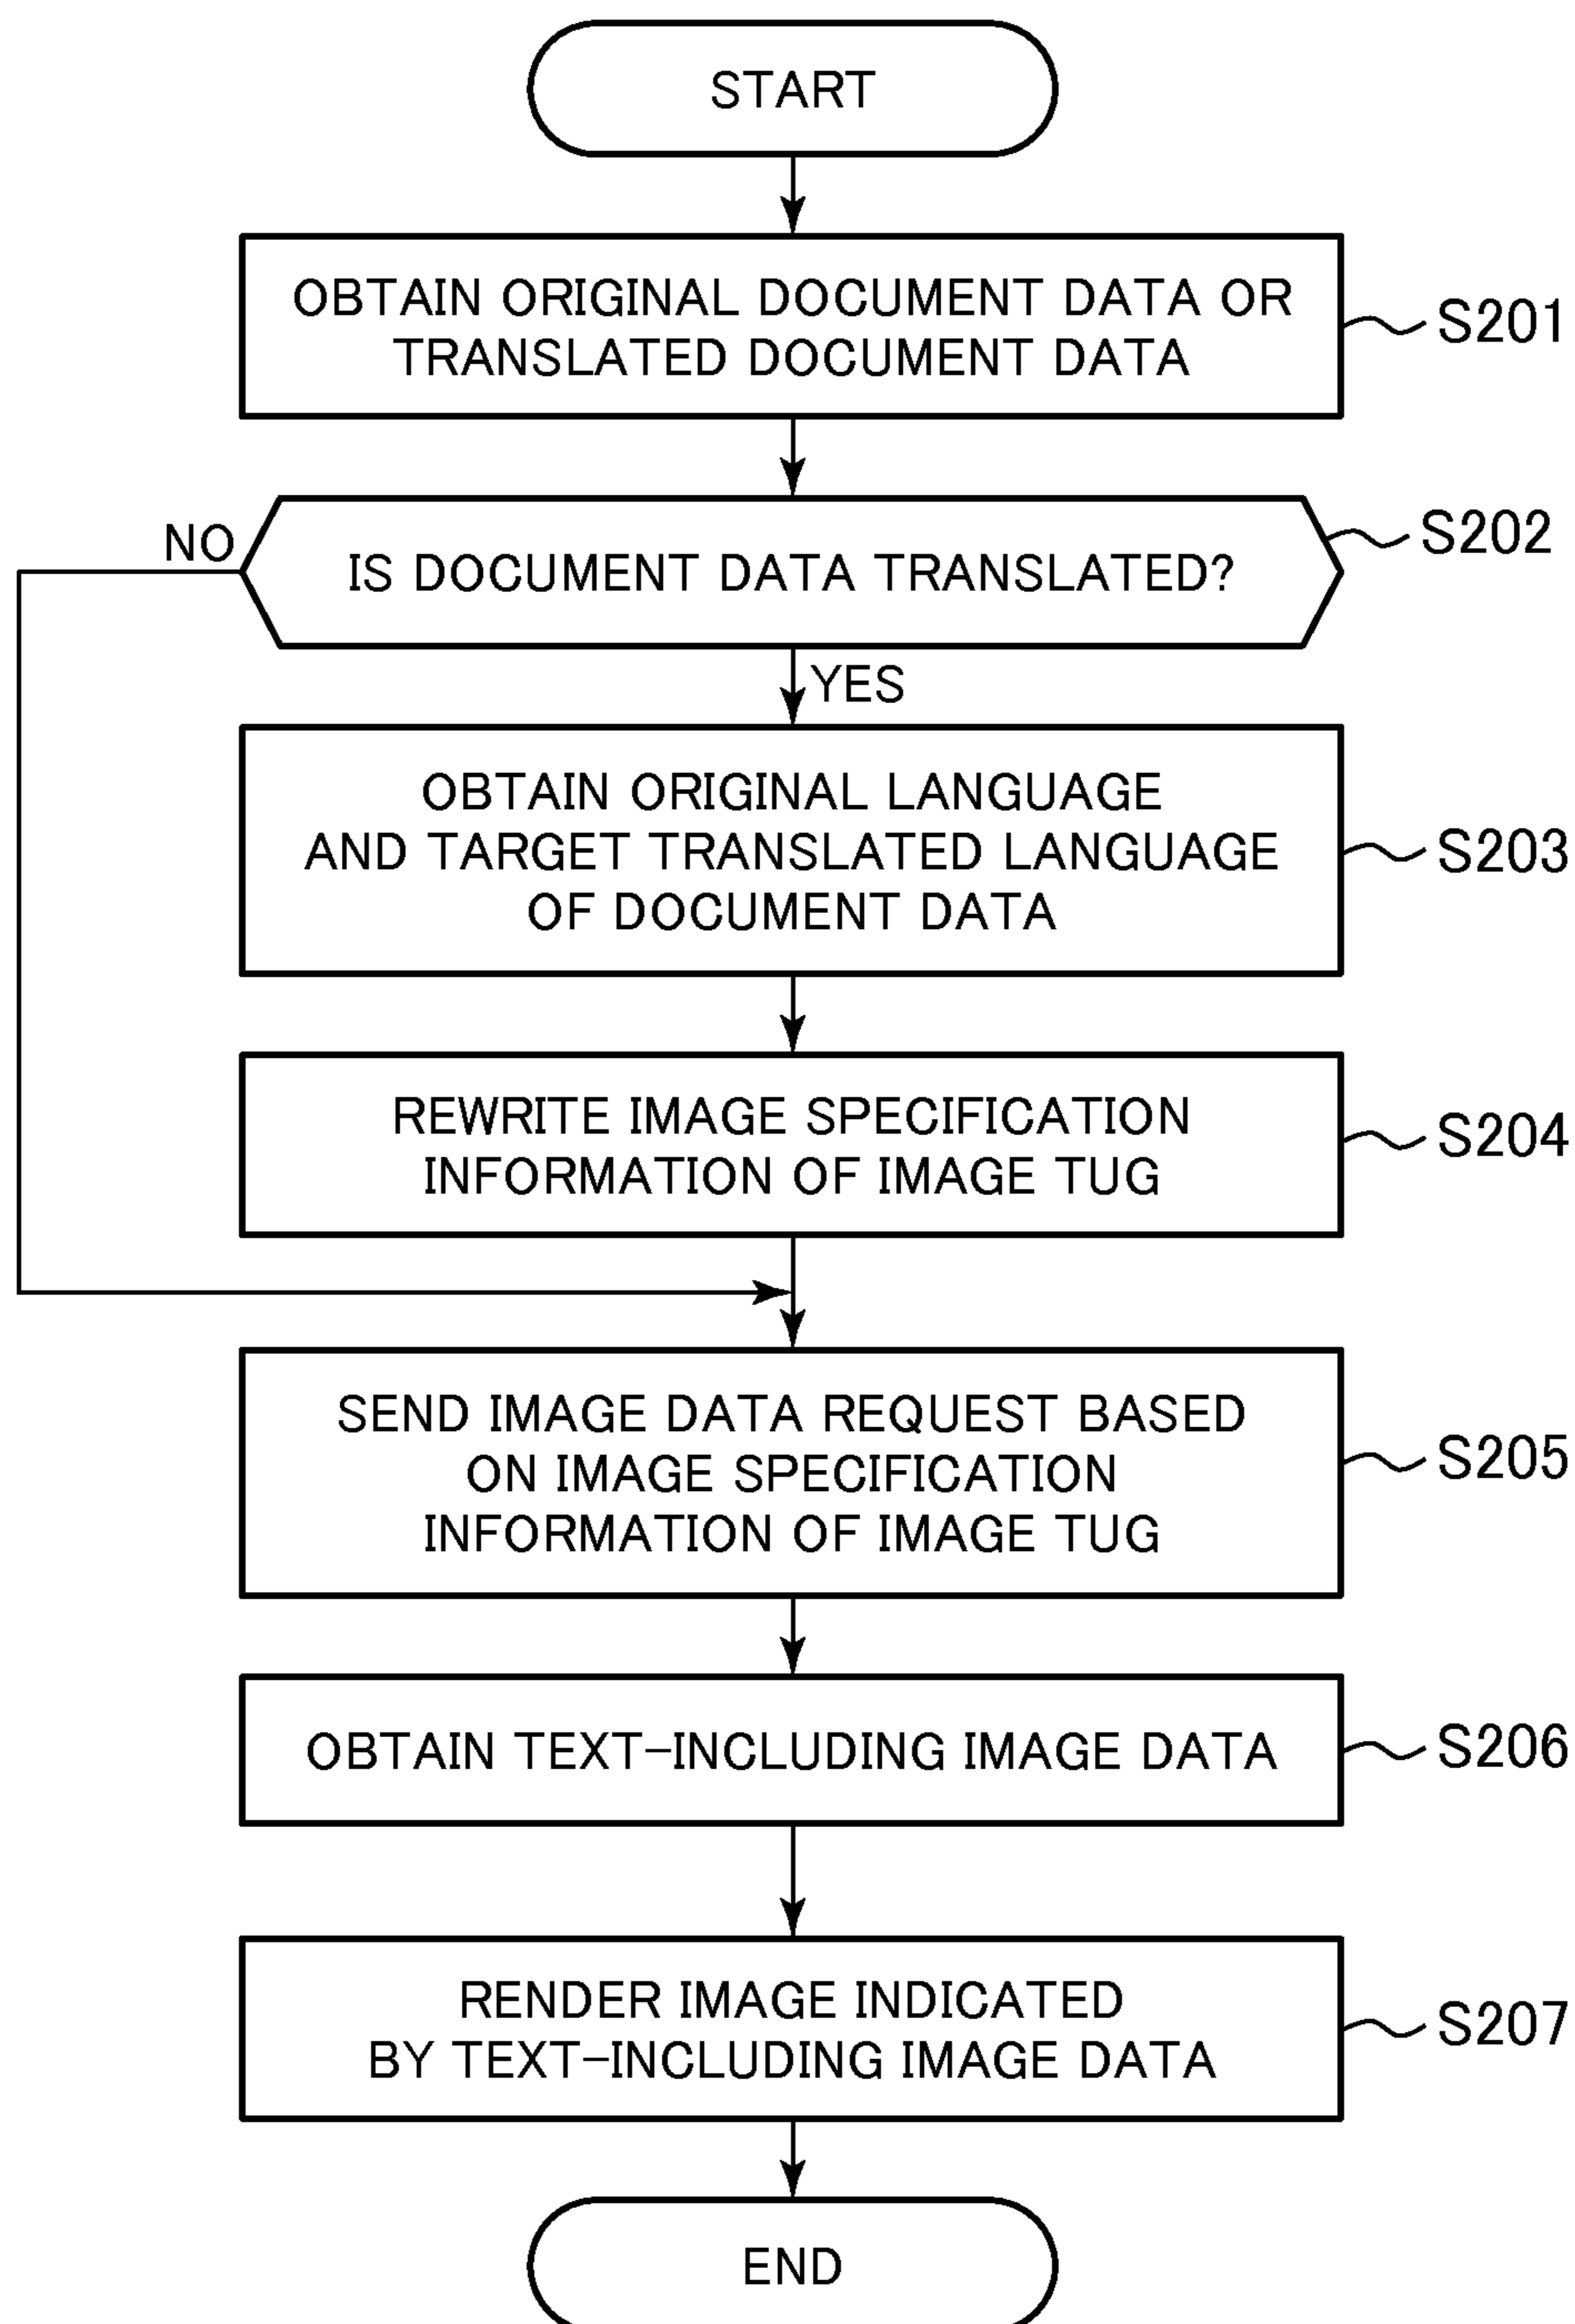 START
OBTAIN ORIGINAL DOCUMENT DATA OR
TRANSLATED DOCUMENT DATA
S201
NO
IS DOCUMENT DATA TRANSLATED?
S202
YES
OBTAIN ORIGINAL LANGUAGE
AND TARGET TRANSLATED LANGUAGE
OF DOCUMENT DATA
S203
REWRITE IMAGE SPECIFICATION
INFORMATION OF IMAGE TUG
S204
SEND IMAGE DATA REQUEST BASED
ON IMAGE SPECIFICATION
INFORMATION OF IMAGE TUG
S205
OBTAIN TEXT-INCLUDING IMAGE DATA
S206
RENDER IMAGE INDICATED
BY TEXT-INCLUDING IMAGE DATA
S207
END